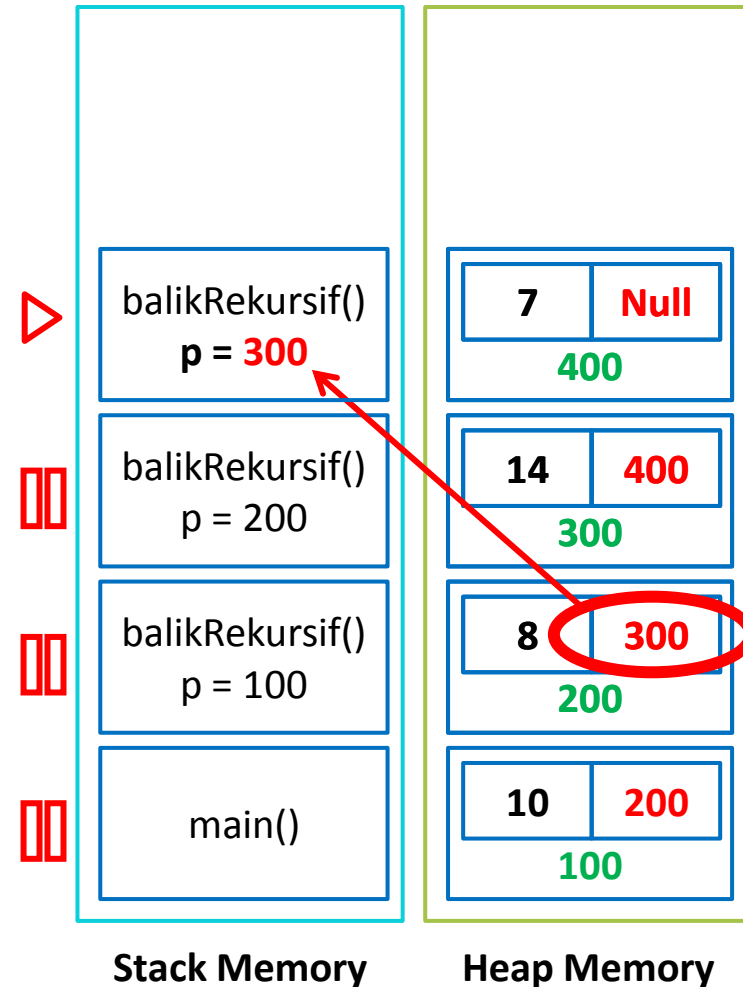 balikRekursif()
p = 300
balikRekursif()
p = 200
balikRekursif()
p = 100
main()
Stack Memory
7 Null
400
14 400
300
8 300
200
10 200
100
Heap Memory